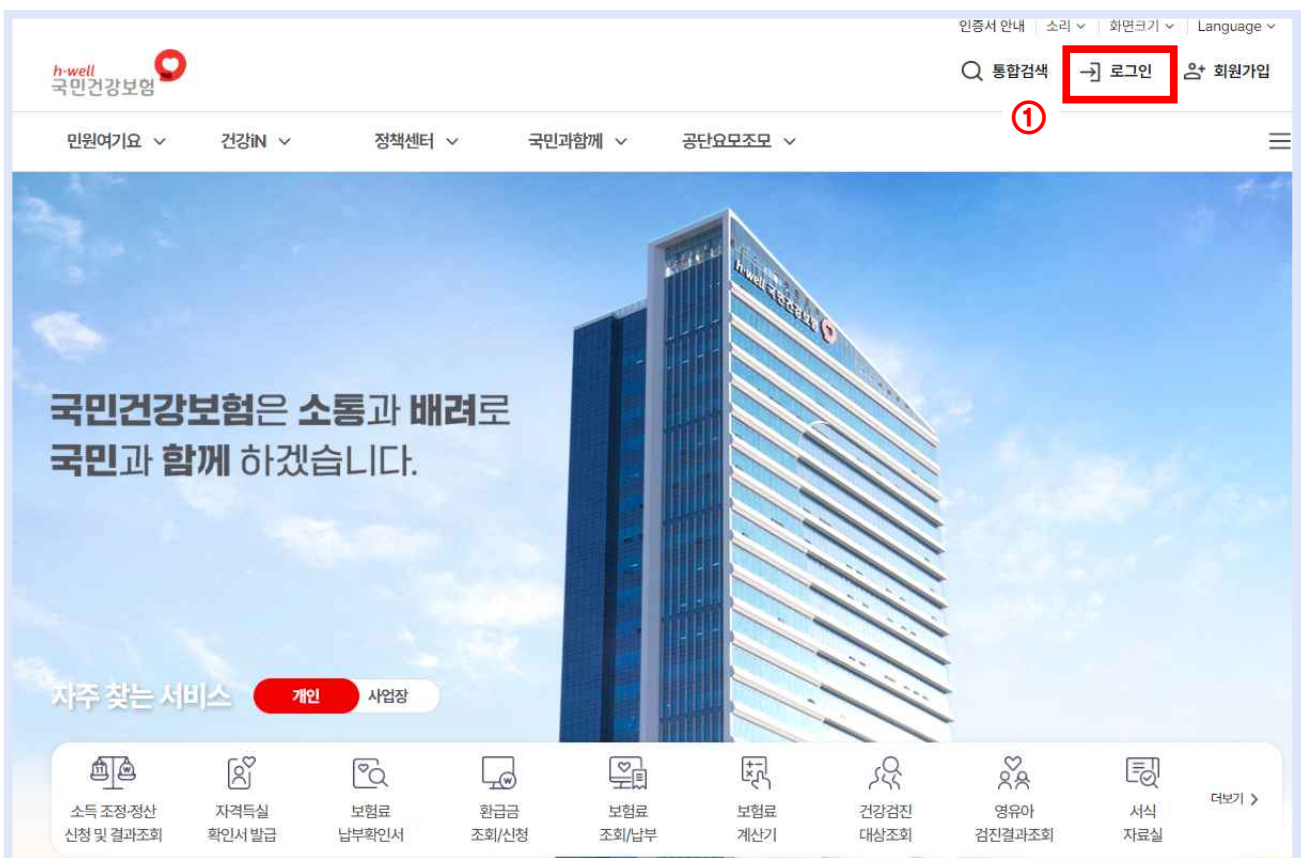 인증서 안내 소리 화면크기 Language
h·well
국민건강보험
통합검색 로그인 회원가입
①
민원여기요 건강iN 정책센터 국민과함께 공단요모조모
h·well 국민건강보험
국민건강보험은 소통과 배려로
국민과 함께 하겠습니다.
자주 찾는 서비스 개인 사업장
소득 조정·정산 자격득실 보험료 환급금 보험료 보험료 건강검진 영유아 서식 더보기
신청 및 결과조회 확인서 발급 납부확인서 조회/신청 조회/납부 계산기 대상조회 검진결과조회 자료실